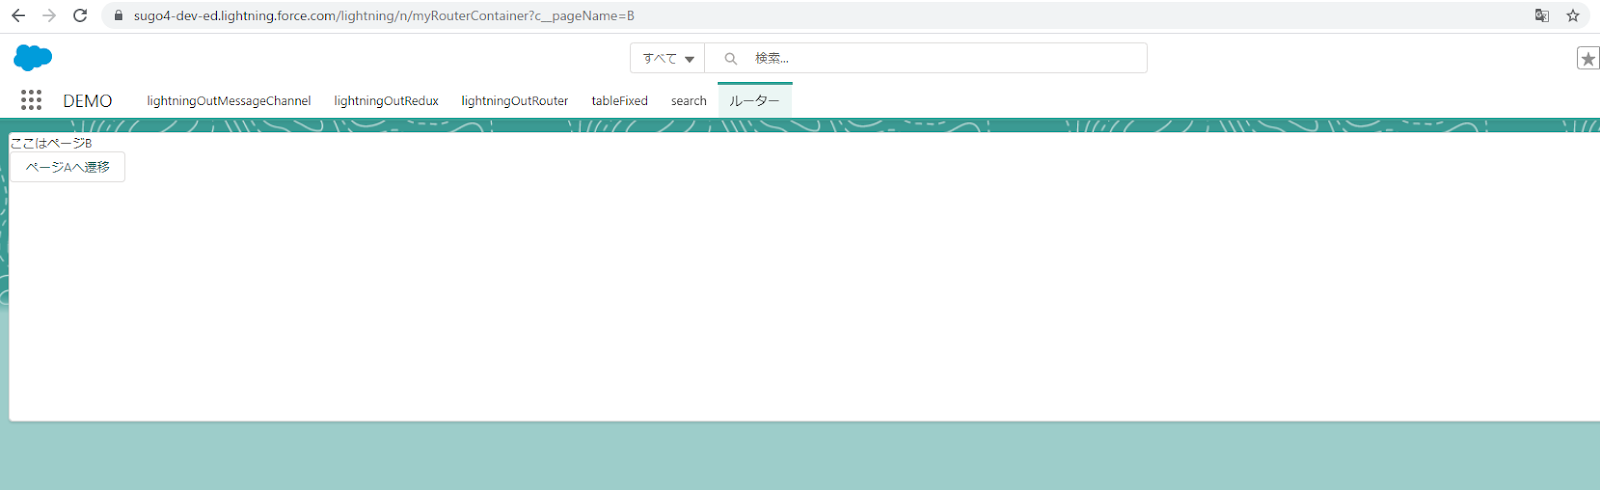 sugo4-dev-ed.lightning.force.com/lightning/n/myRouterContainer?c__pageName=B
すべて 検索...
DEMO lightningOutMessageChannel lightningOutRedux lightningOutRouter tableFixed search ルーター
ここはページB
ページAへ遷移